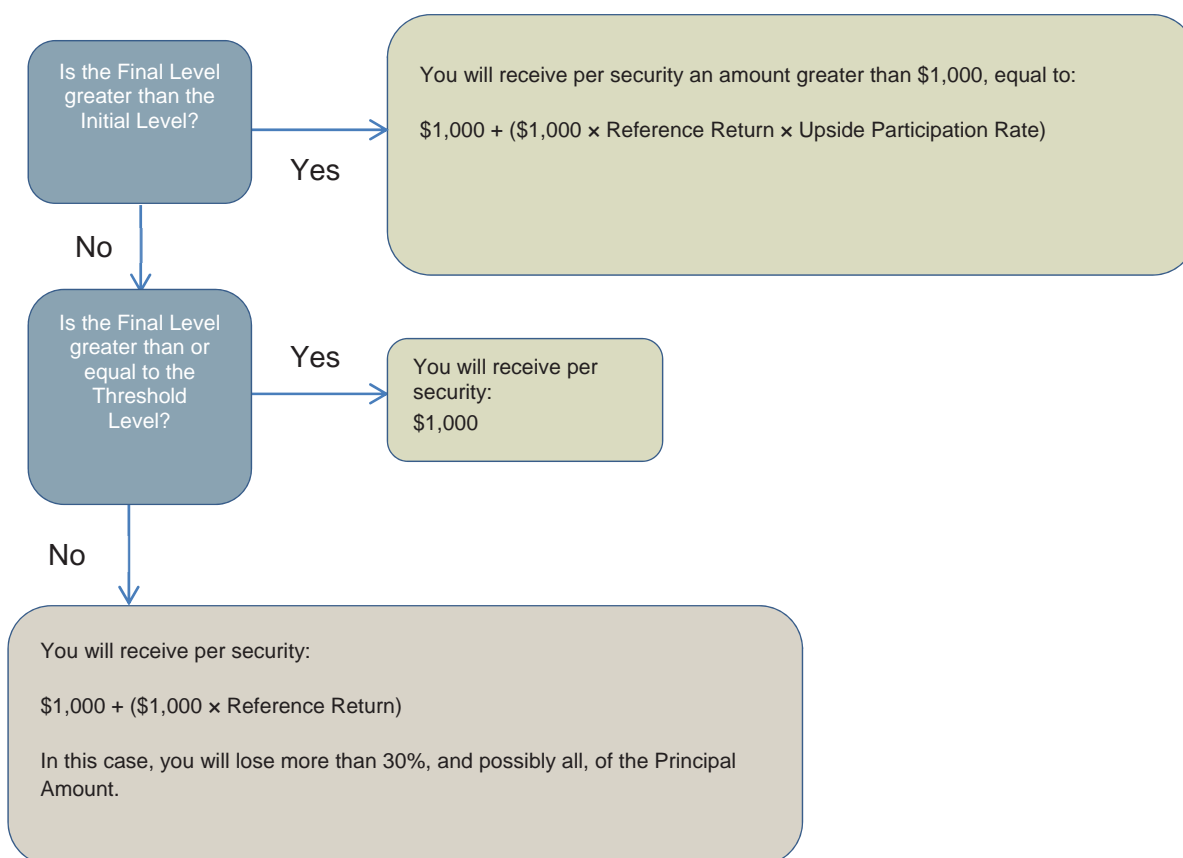 Is the Final Level
greater than the
Initial Level?
Yes
You will receive per security an amount greater than $1,000, equal to:
$1,000 + ($1,000 × Reference Return × Upside Participation Rate)
No
Is the Final Level
greater than or
equal to the
Threshold
Level?
Yes
You will receive per
security:
$1,000
No
You will receive per security:
$1,000 + ($1,000 × Reference Return)
In this case, you will lose more than 30%, and possibly all, of the Principal
Amount.